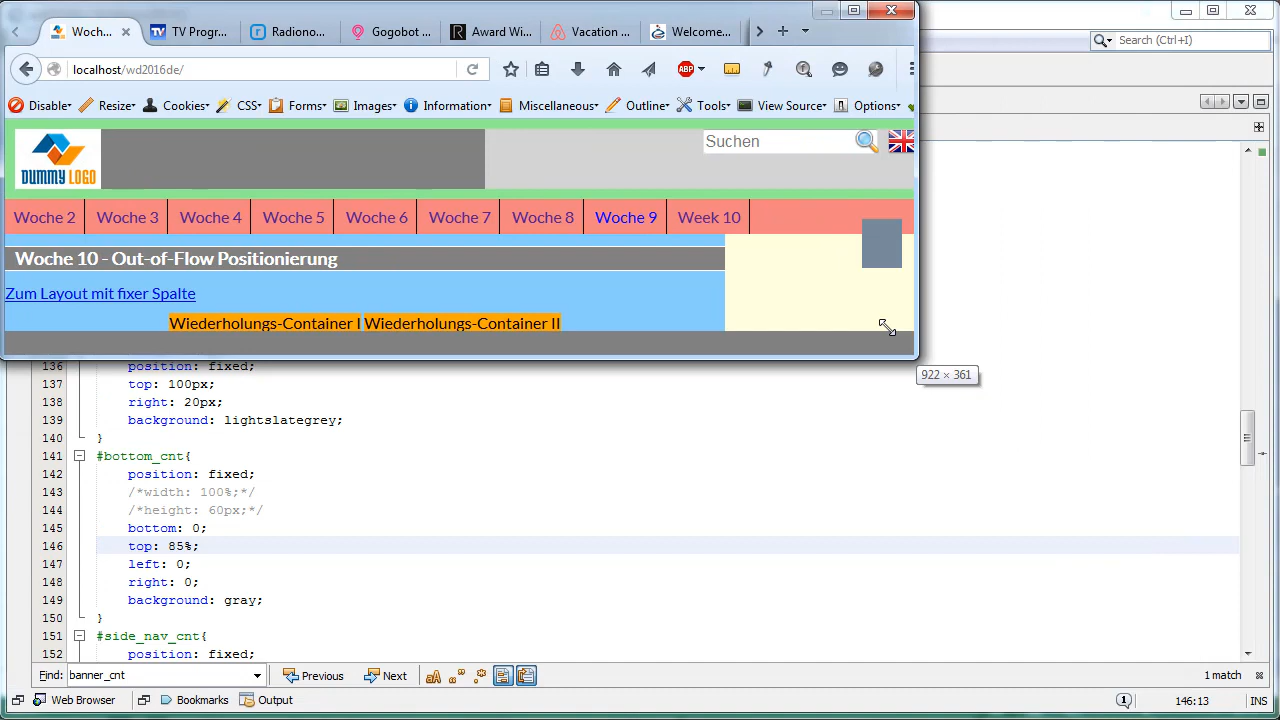 Woch...
TV Progr...
Radiono...
Gogobot ...
Award Wi...
Vacation ...
Welcome...
localhost/wd2016de/
ABP
Search (Ctrl+I)
Disable▾ Resize▾ Cookies▾ CSS▾ Forms▾ Images▾ Information▾ Miscellaneous▾ Outline▾ Tools▾ View Source▾ Options▾
DUMMY LOGO
Suchen
Woche 2 Woche 3 Woche 4 Woche 5 Woche 6 Woche 7 Woche 8 Woche 9 Week 10
Woche 10 - Out-of-Flow Positionierung
Zum Layout mit fixer Spalte
Wiederholungs-Container I Wiederholungs-Container II
922 × 361
136 position: fixed;
137 top: 100px;
138 right: 20px;
139 background: lightslategrey;
140 }
141 #bottom_cnt{
142 position: fixed;
143 /*width: 100%;*/
144 /*height: 60px;*/
145 bottom: 0;
146 top: 85%;
147 left: 0;
148 right: 0;
149 background: gray;
150 }
151 #side_nav_cnt{
152 position: fixed;
Find: banner_cnt Previous Next 1 match
Web Browser Bookmarks Output 146:13 INS